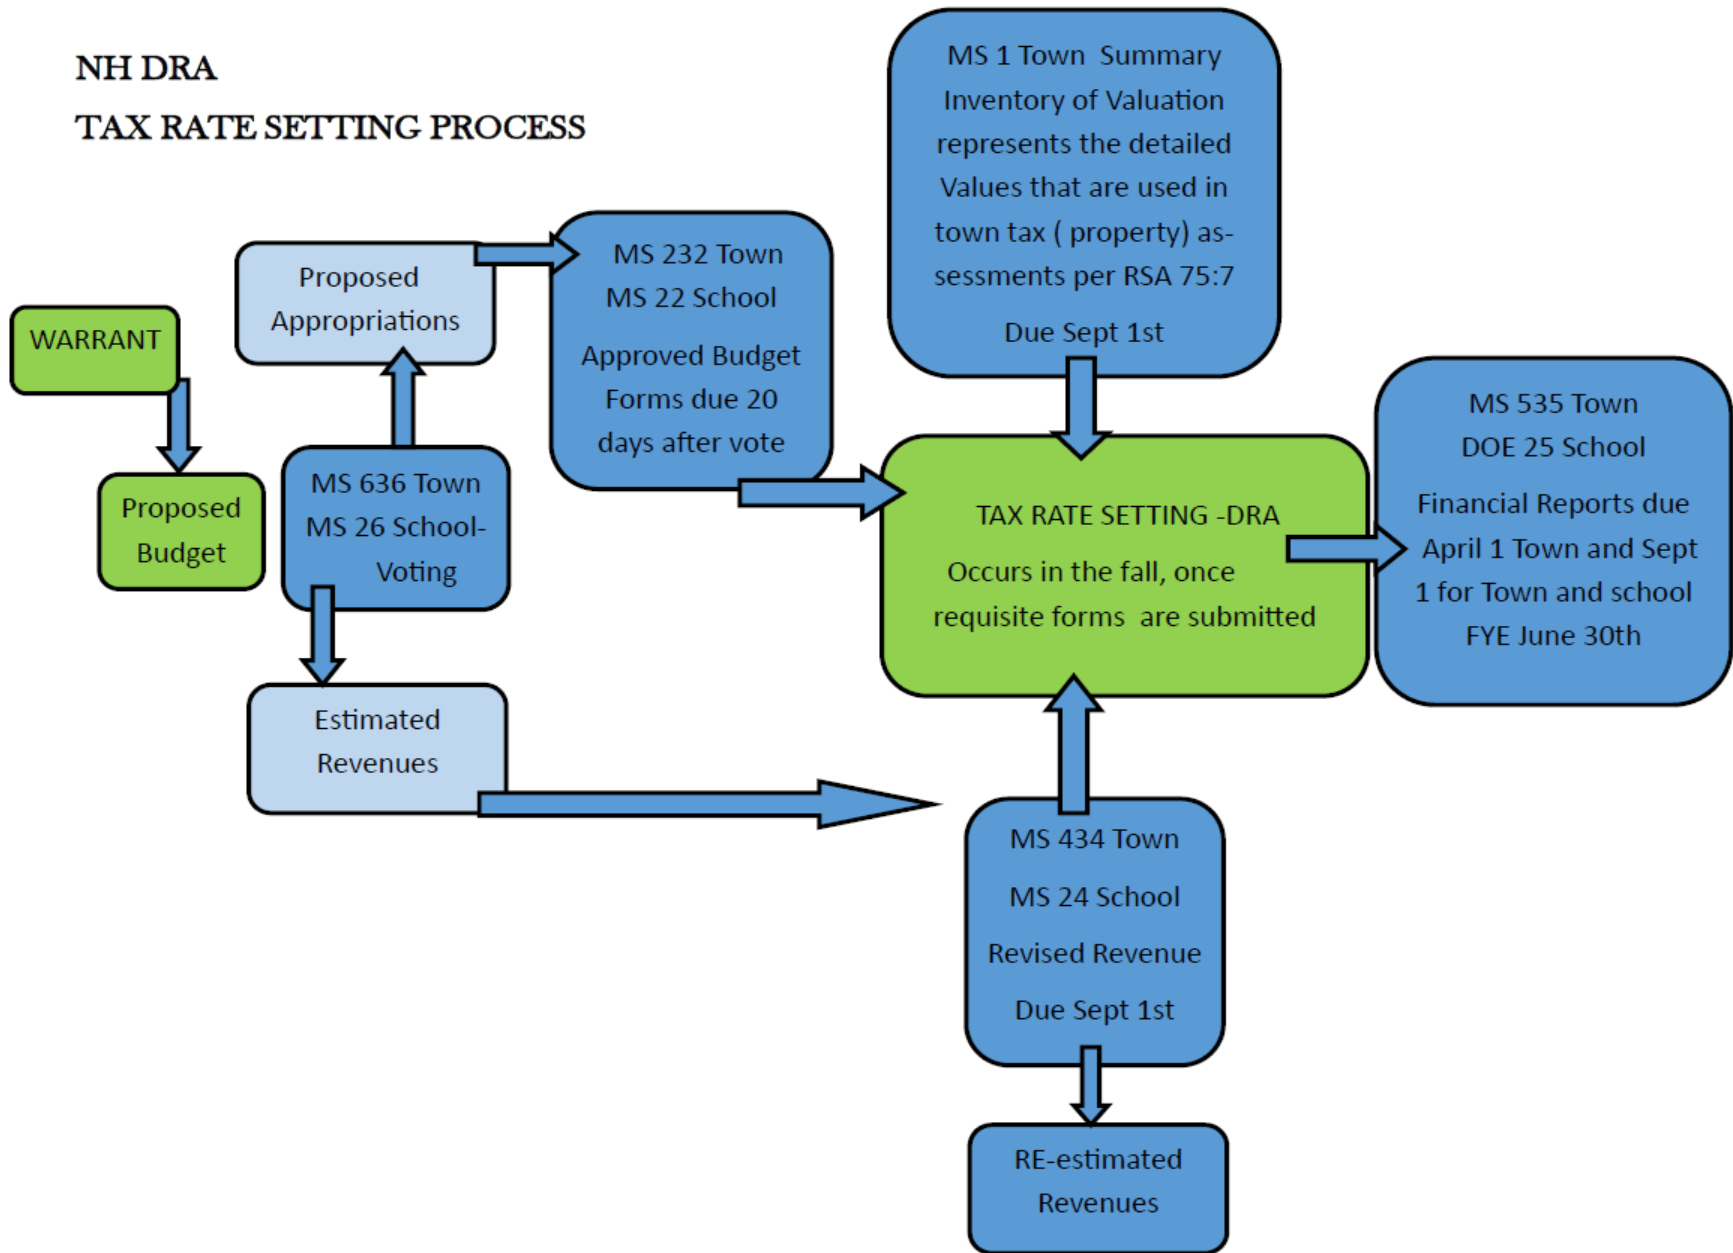 NH DRA
TAX RATE SETTING PROCESS
WARRANT
Proposed
Budget
Proposed
Appropriations
MS 636 Town
MS 26 School-
Voting
Estimated
Revenues
MS 232 Town
MS 22 School
Approved Budget
Forms due 20
days after vote
MS 1 Town Summary
Inventory of Valuation
represents the detailed
Values that are used in
town tax ( property) as-
sessments per RSA 75:7
Due Sept 1st
TAX RATE SETTING -DRA
Occurs in the fall, once
requisite forms are submitted
MS 434 Town
MS 24 School
Revised Revenue
Due Sept 1st
RE-estimated
Revenues
MS 535 Town
DOE 25 School
Financial Reports due
April 1 Town and Sept
1 for Town and school
FYE June 30th